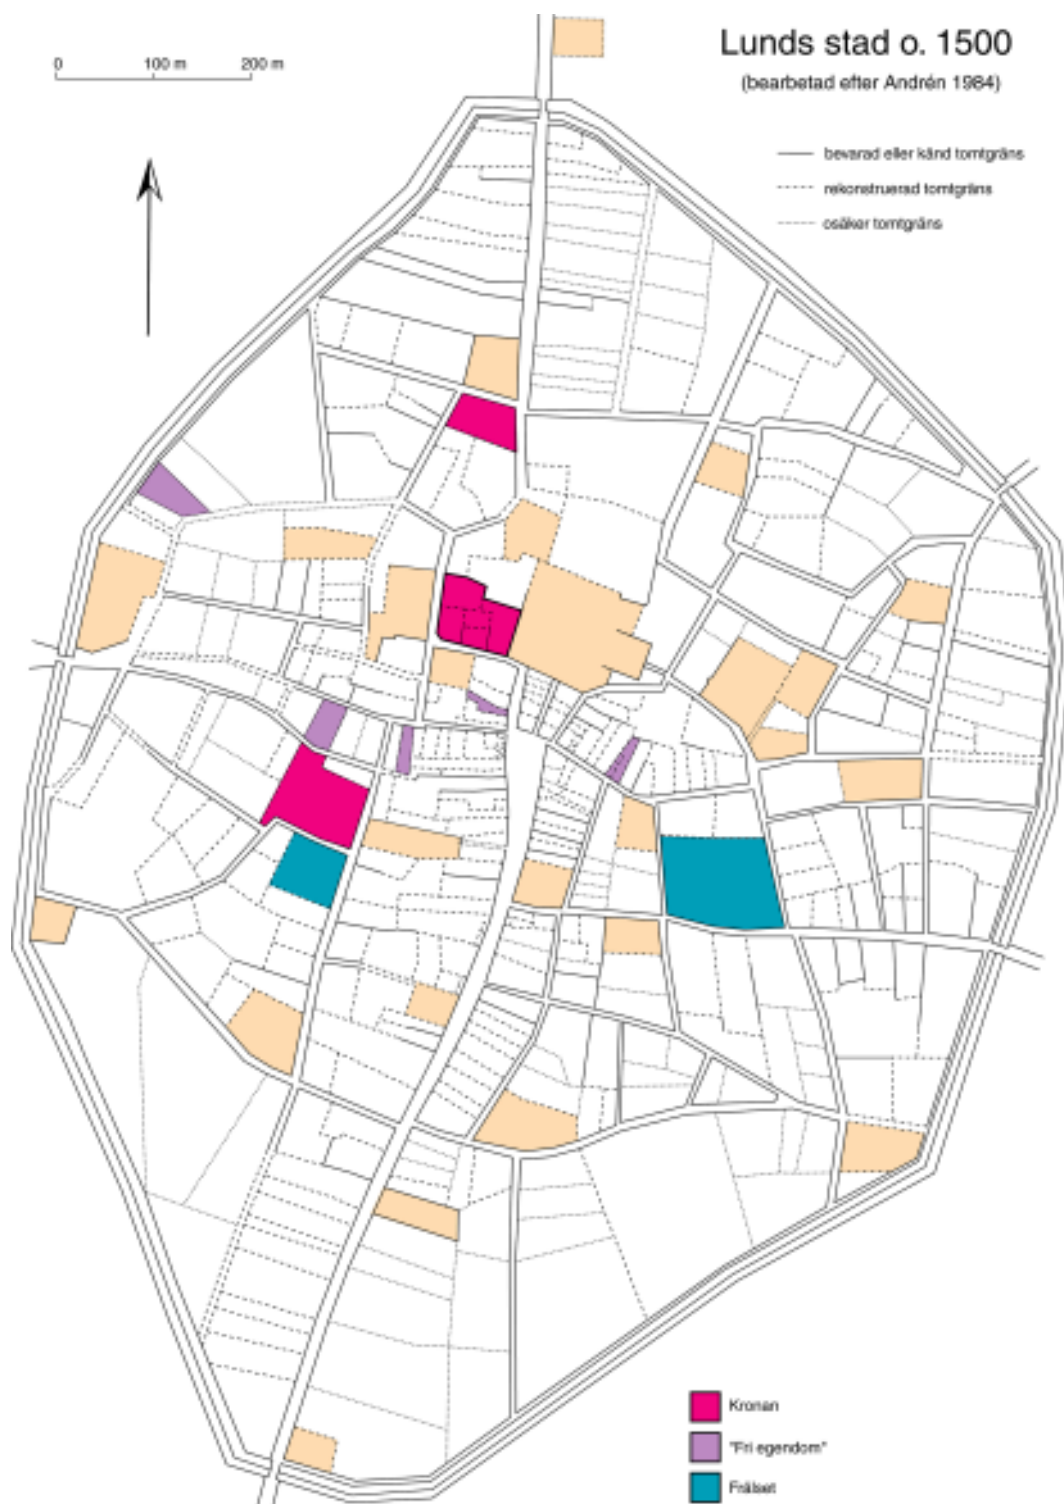 Lunds stad o. 1500
(bearbetad efter Andrén 1984)
0 100 m 200 m
bevarad eller känd tomtgräns
rekonstruerad tomtgräns
osäker tomtgräns
Kronan
"Fri egendom"
Frälset